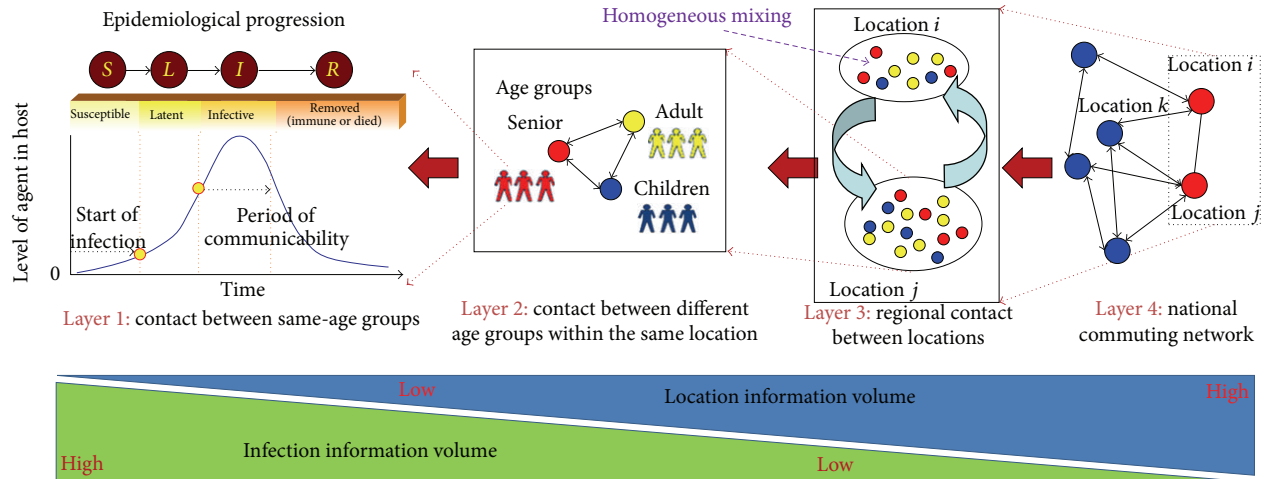 Epidemiological progression
S L I R
Susceptible Latent Infective Removed
(immune or died)
Level of agent in host
Start of
infection
Period of
communicability
0
Time
Layer 1: contact between same-age groups
Age groups
Senior
Adult
Children
Layer 2: contact between different
age groups within the same location
Homogeneous mixing
Location i
Location j
Layer 3: regional contact
between locations
Location i
Location k
Location j
Layer 4: national
commuting network
Low
Location information volume
High
High
Infection information volume
Low